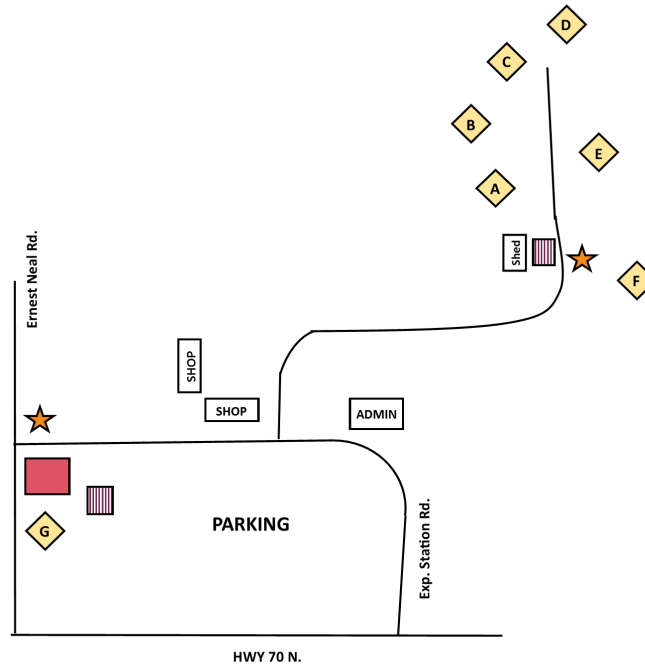 D
C
B
E
A
Shed
F
Ernest Neal Rd.
SHOP
SHOP
ADMIN
G
PARKING
Exp. Station Rd.
HWY 70 N.